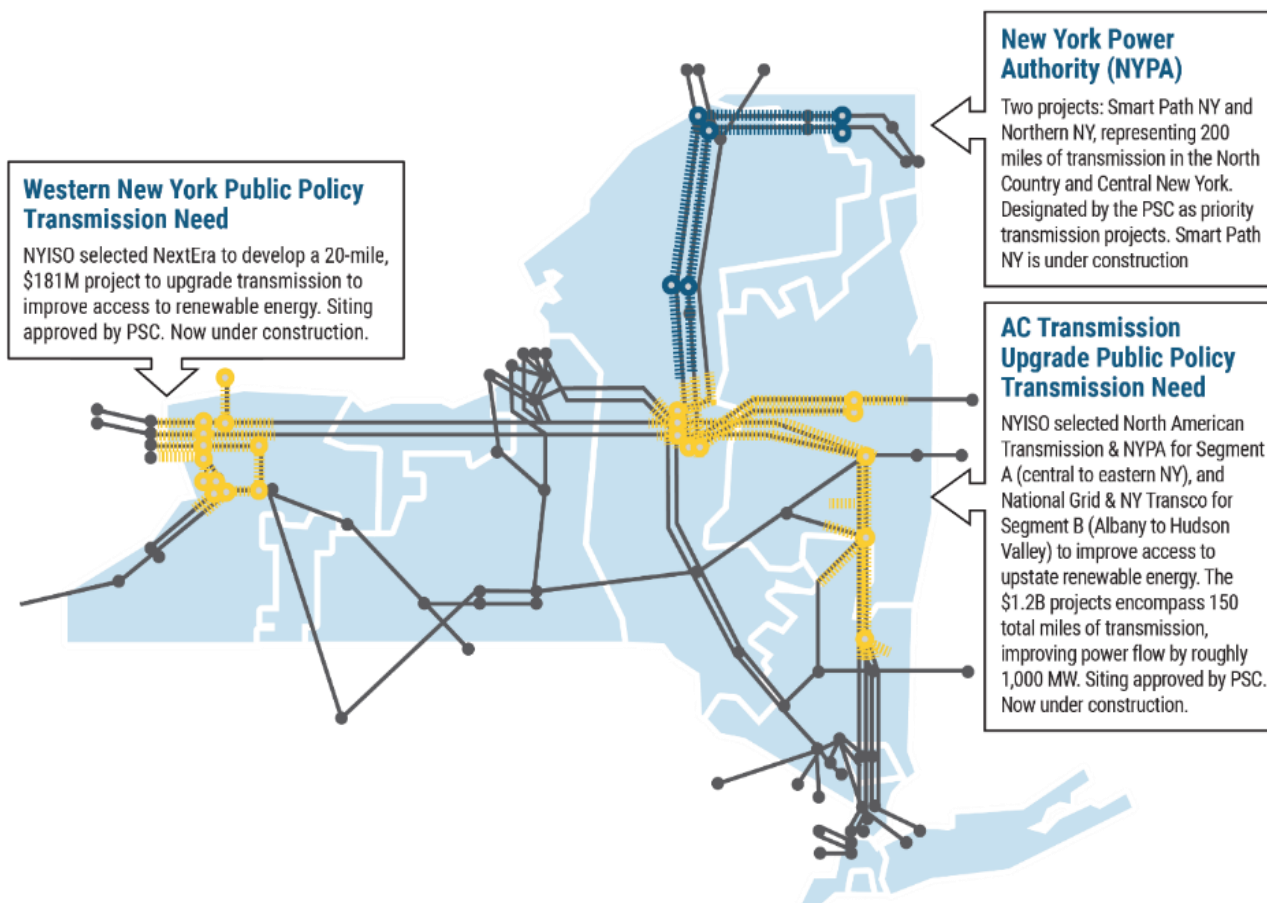 Western New York Public Policy
Transmission Need
NYISO selected NextEra to develop a 20-mile,
$181M project to upgrade transmission to
improve access to renewable energy. Siting
approved by PSC. Now under construction.
New York Power
Authority (NYPA)
Two projects: Smart Path NY and
Northern NY, representing 200
miles of transmission in the North
Country and Central New York.
Designated by the PSC as priority
transmission projects. Smart Path
NY is under construction
AC Transmission
Upgrade Public Policy
Transmission Need
NYISO selected North American
Transmission & NYPA for Segment
A (central to eastern NY), and
National Grid & NY Transco for
Segment B (Albany to Hudson
Valley) to improve access to
upstate renewable energy. The
$1.2B projects encompass 150
total miles of transmission,
improving power flow by roughly
1,000 MW. Siting approved by PSC.
Now under construction.